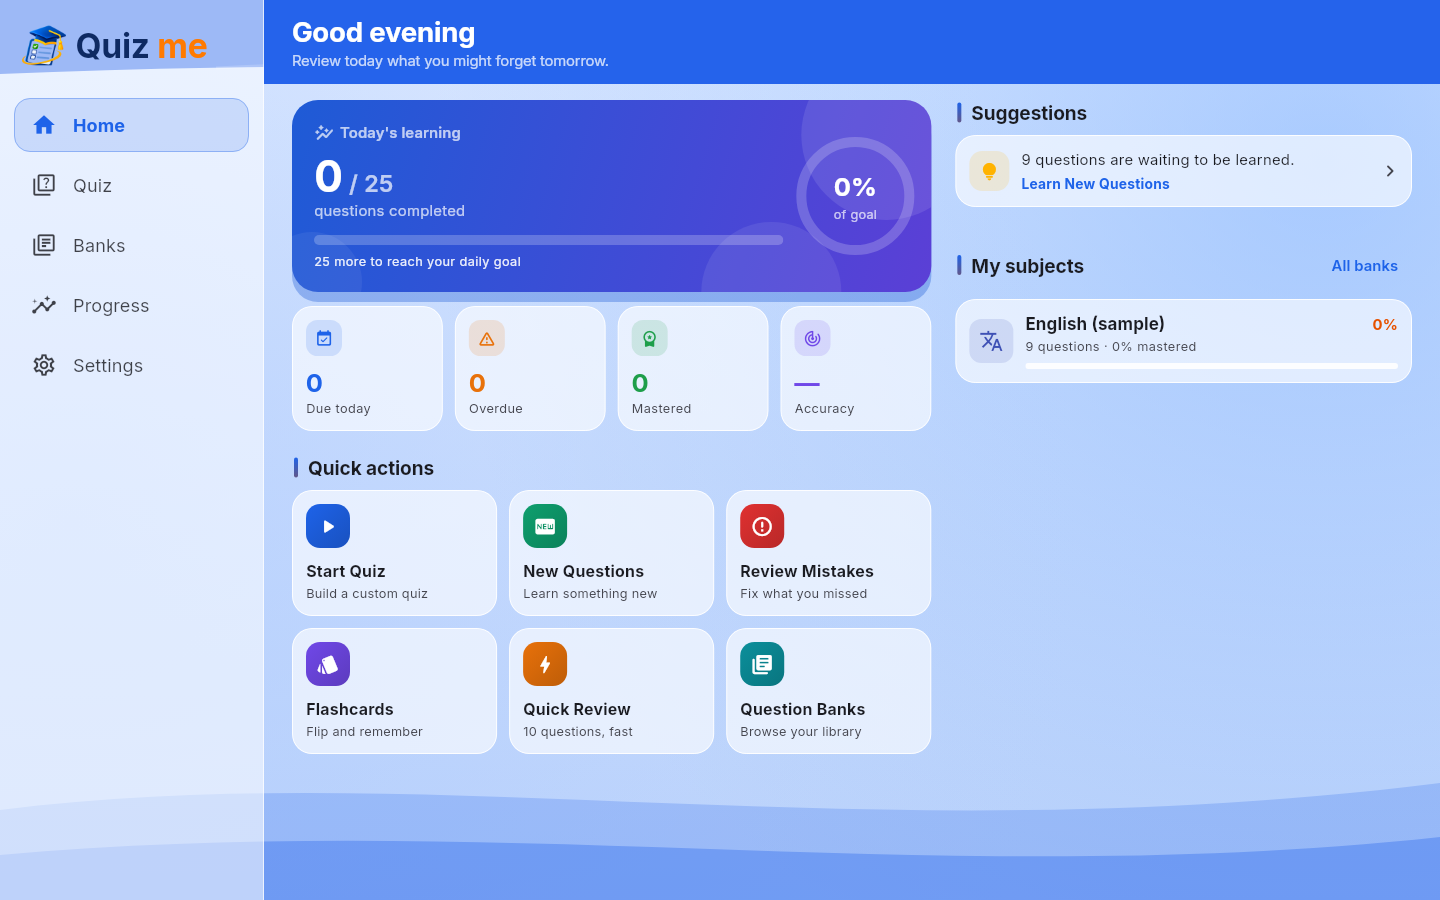 Quiz me
Home
Quiz
Banks
Progress
Settings
Good evening
Review today what you might forget tomorrow.
Today's learning
0 / 25
questions completed
25 more to reach your daily goal
0%
of goal
0
Due today
0
Overdue
0
Mastered
—
Accuracy
Quick actions
Start Quiz
Build a custom quiz
NEW
New Questions
Learn something new
Review Mistakes
Fix what you missed
Flashcards
Flip and remember
Quick Review
10 questions, fast
Question Banks
Browse your library
Suggestions
9 questions are waiting to be learned.
Learn New Questions
My subjects
All banks
English (sample)
0%
9 questions · 0% mastered